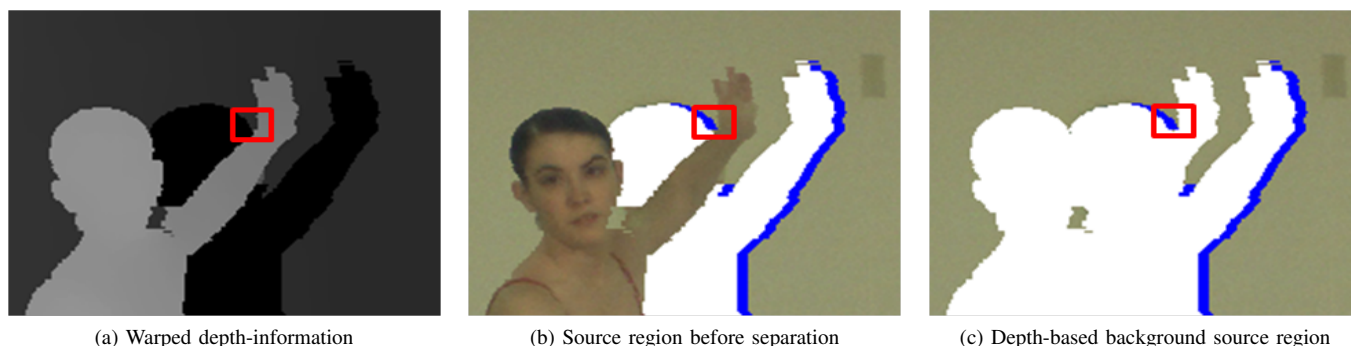 (a) Warped depth-information
(b) Source region before separation
(c) Depth-based background source region